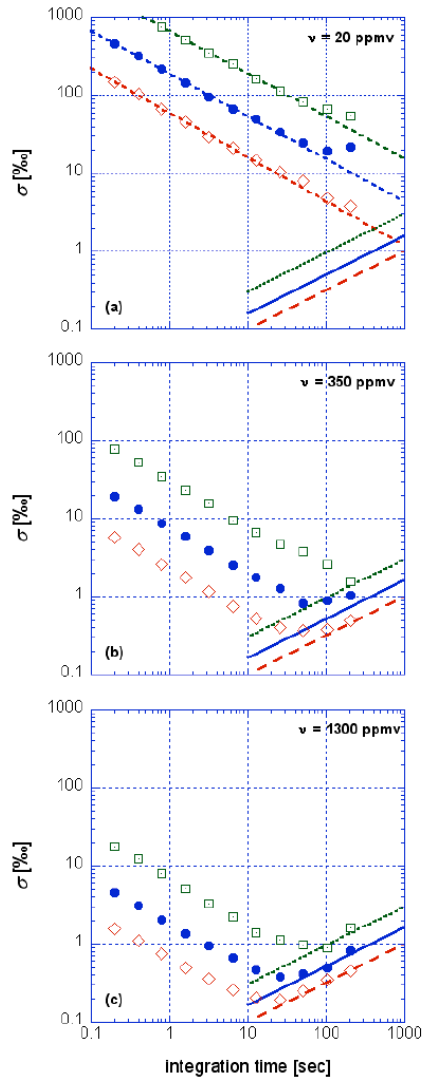 1000
ν = 20 ppmv
100
10
σ [‰]
1
0.1
(a)
1000
ν = 350 ppmv
100
10
σ [‰]
1
0.1
(b)
1000
ν = 1300 ppmv
100
10
σ [‰]
1
0.1
(c)
0.1 1 10 100 1000
integration time [sec]